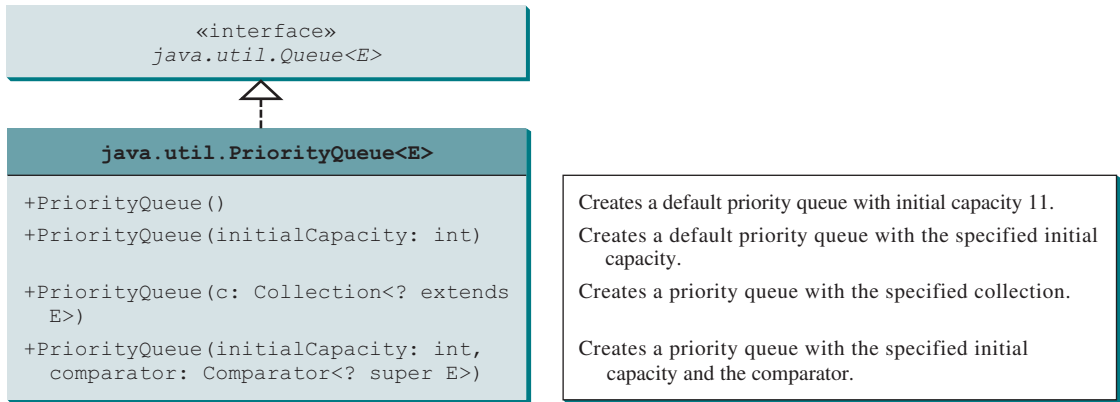 «interface»
java.util.Queue<E>
java.util.PriorityQueue<E>
+PriorityQueue()
+PriorityQueue(initialCapacity: int)
+PriorityQueue(c: Collection<? extends
E>)
+PriorityQueue(initialCapacity: int,
comparator: Comparator<? super E>)
Creates a default priority queue with initial capacity 11.
Creates a default priority queue with the specified initial
capacity.
Creates a priority queue with the specified collection.
Creates a priority queue with the specified initial
capacity and the comparator.